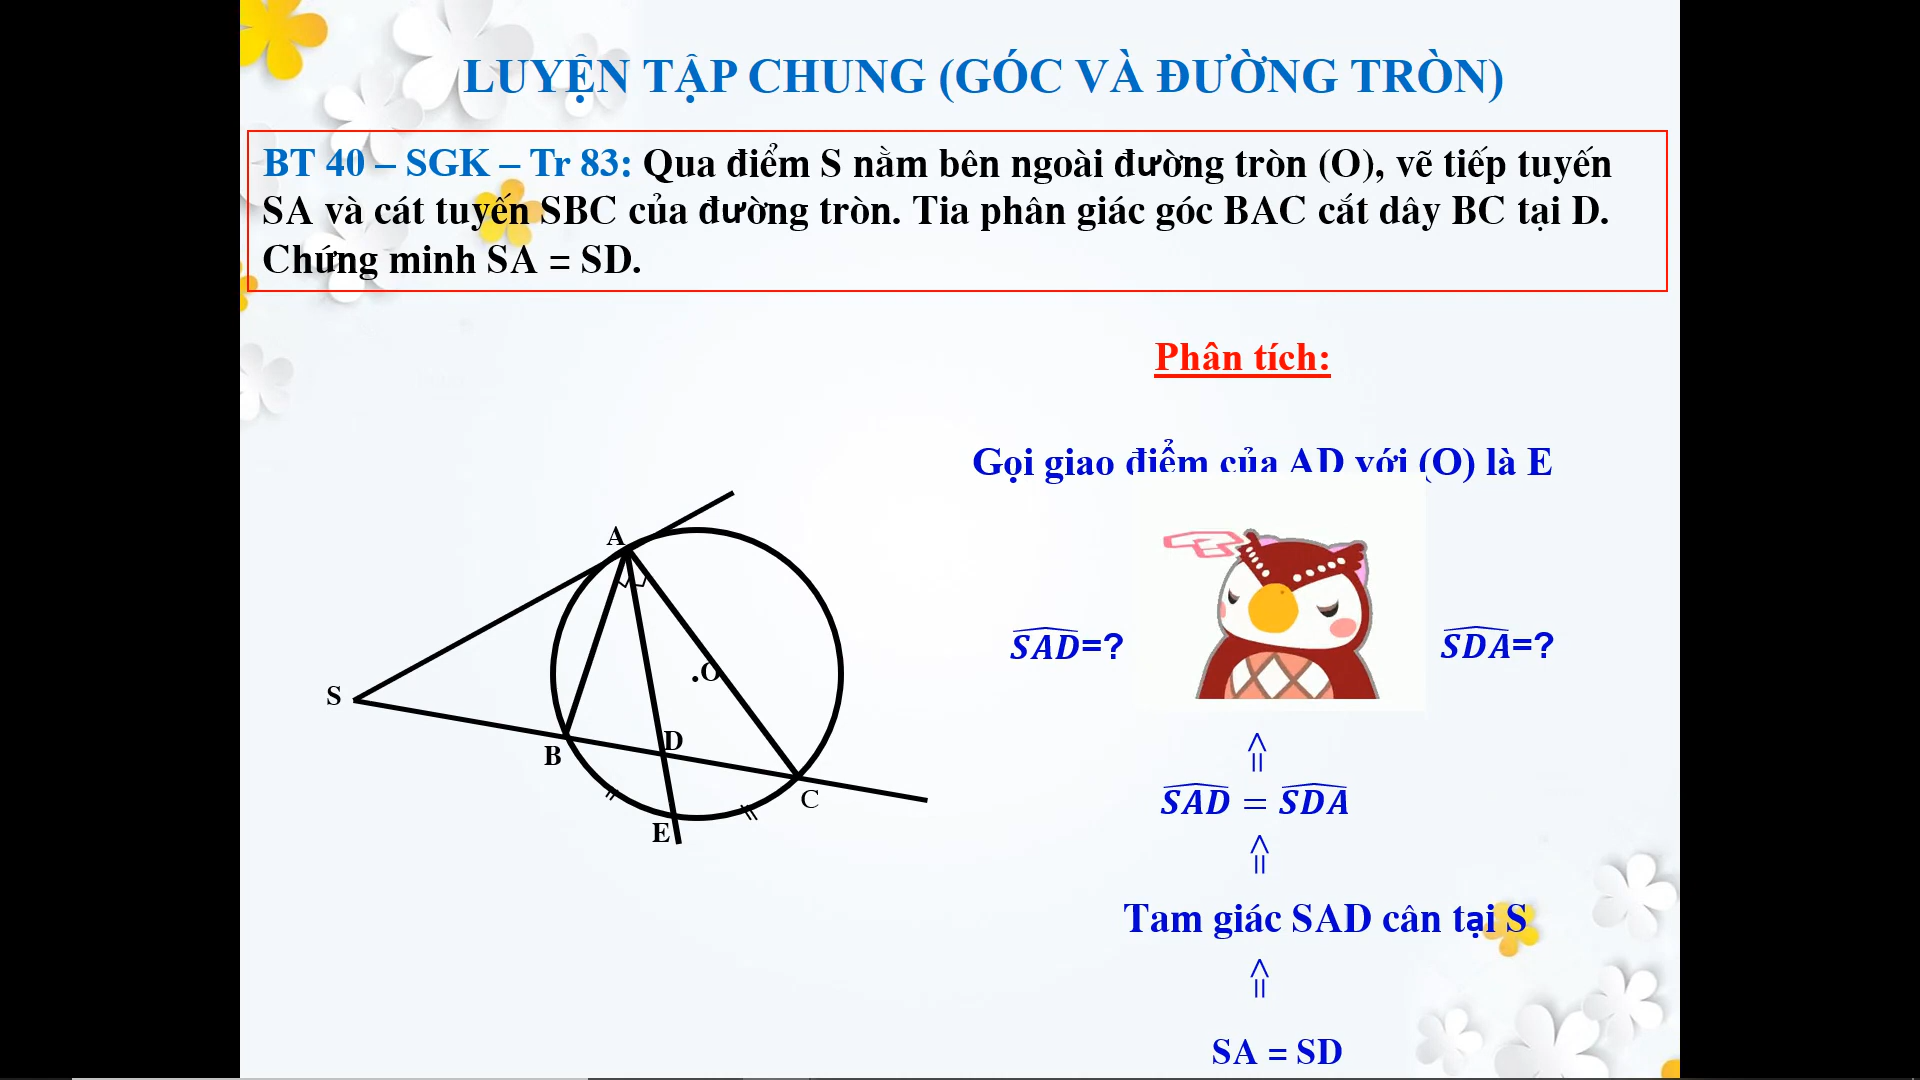 LUYỆN TẬP CHUNG (GÓC VÀ ĐƯỜNG TRÒN)
BT 40 – SGK – Tr 83: Qua điểm S nằm bên ngoài đường tròn (O), vẽ tiếp tuyến
SA và cát tuyến SBC của đường tròn. Tia phân giác góc BAC cắt dây BC tại D.
Chứng minh SA = SD.
Phân tích:
Gọi giao điểm của AD với (O) là E
A
.O
S
B
D
C
E
SAD=?
SDA=?
<=
SAD = SDA
<=
Tam giác SAD cân tại S
<=
SA = SD